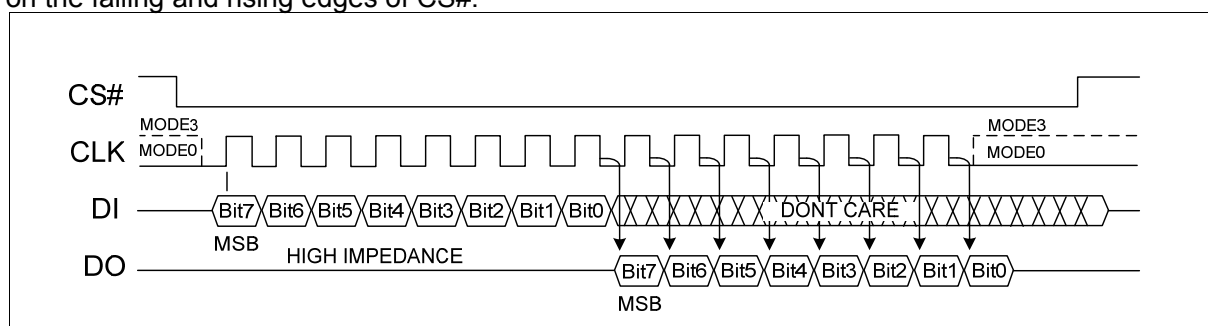 on the falling and rising edges of CS#.
CS#
MODE3
MODE3
CLK
MODE0
MODE0
DI
Bit7 Bit6 Bit5 Bit4 Bit3 Bit2 Bit1 Bit0
DONT CARE
MSB
HIGH IMPEDANCE
DO
Bit7 Bit6 Bit5 Bit4 Bit3 Bit2 Bit1 Bit0
MSB